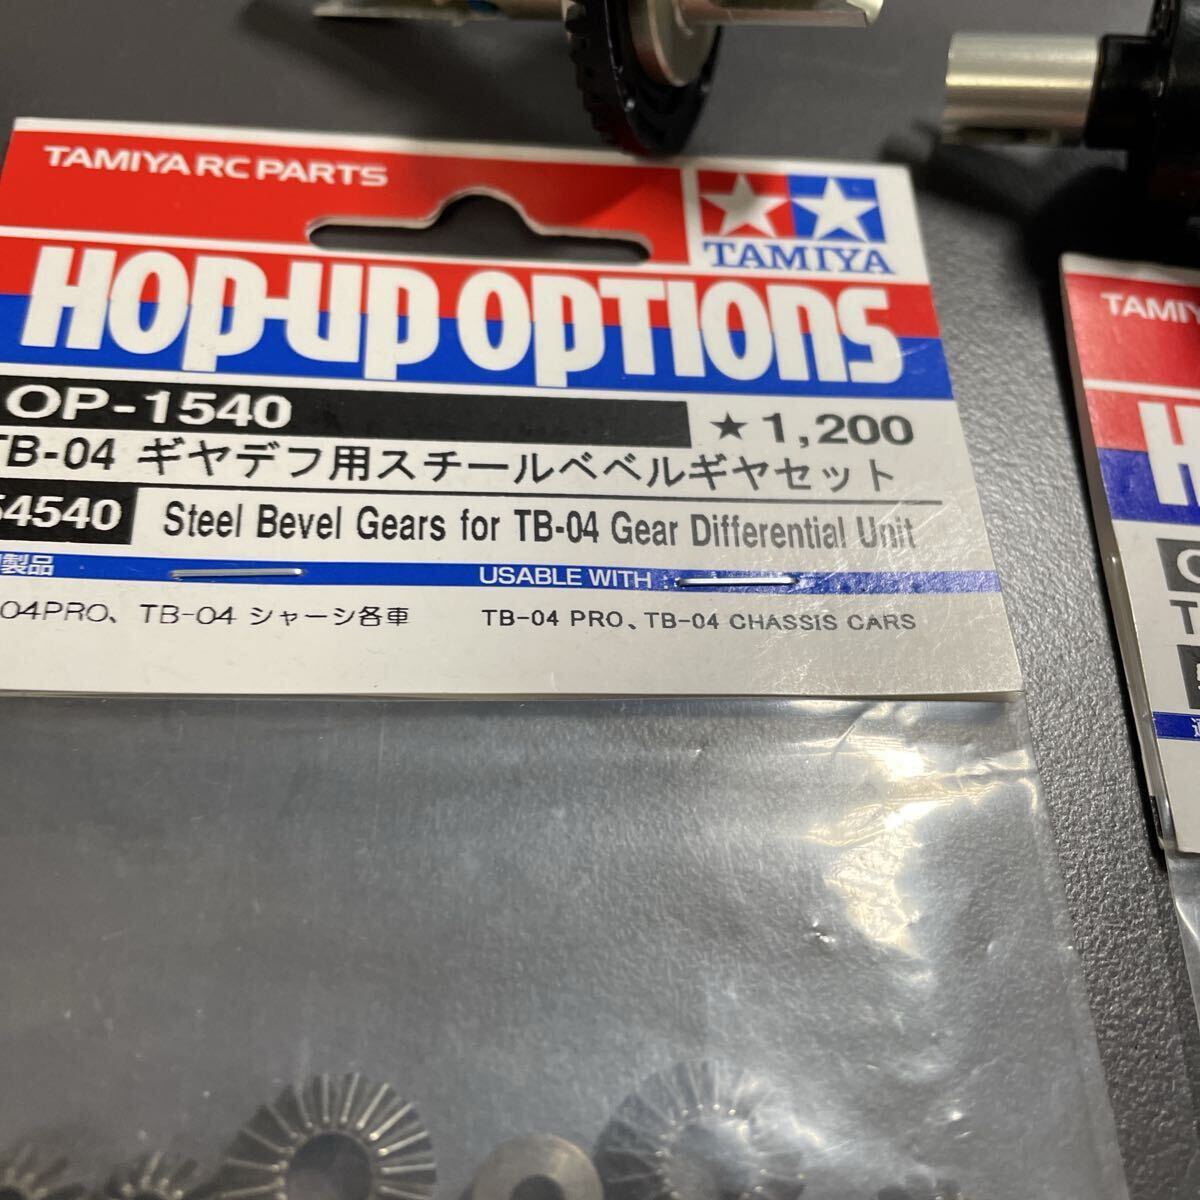 TAMIYA RC PARTS
TAMIYA
HOP-UP OPTIONS
OP-1540
★1,200
TB-04 ギヤデフ用スチールベベルギヤセット
54540
Steel Bevel Gears for TB-04 Gear Differential Unit
製品
USABLE WITH
04PRO、TB-04 シャーシ各車
TB-04 PRO、TB-04 CHASSIS CARS
TAMIY
H